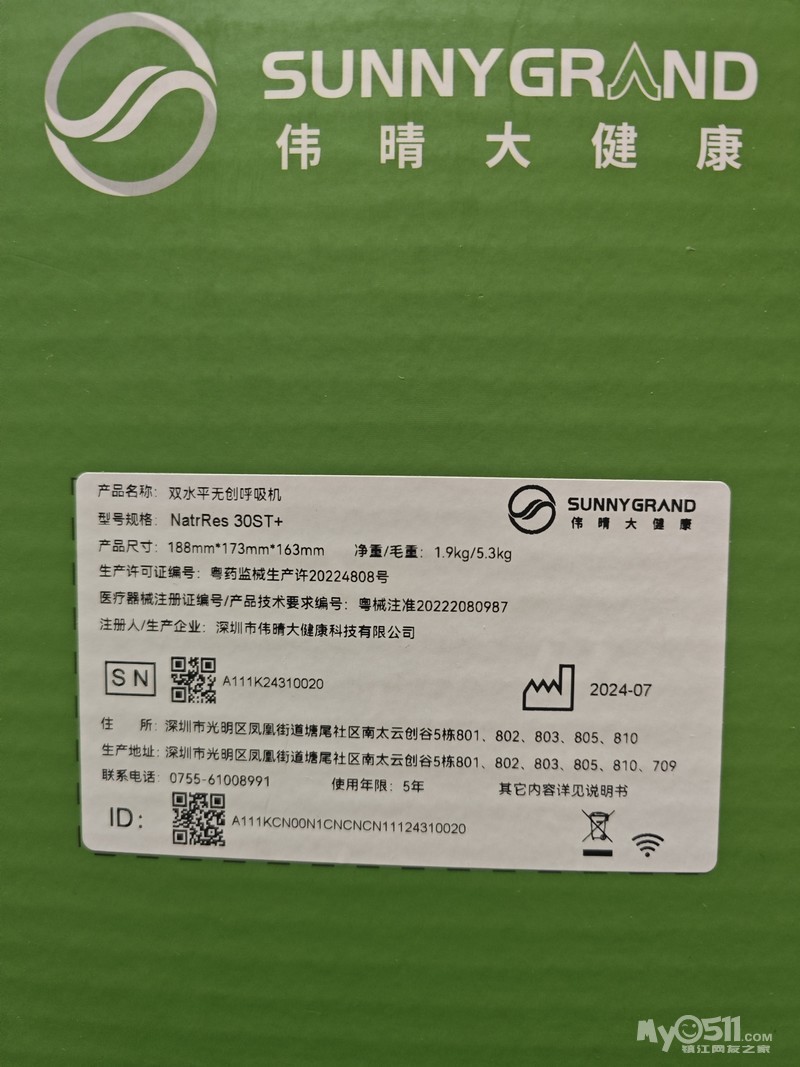 SUNNYGRAND
伟晴大健康
产品名称：双水平无创呼吸机
型号规格：NatrRes 30ST+
产品尺寸：188mm*173mm*163mm 净重/毛重：1.9kg/5.3kg
生产许可证编号：粤药监械生产许20224808号
医疗器械注册证编号/产品技术要求编号：粤械注准20222080987
注册人/生产企业：深圳市伟晴大健康科技有限公司
SUNNYGRAND
伟晴大健康
SN A111K24310020
2024-07
住 所：深圳市光明区凤凰街道塘尾社区南太云创谷5栋801、802、803、805、810
生产地址：深圳市光明区凤凰街道塘尾社区南太云创谷5栋801、802、803、805、810、709
联系电话：0755-61008991 使用年限：5年 其它内容详见说明书
ID： A111KCN00N1CNCNCN11124310020
My0511.COM
镇江网友之家